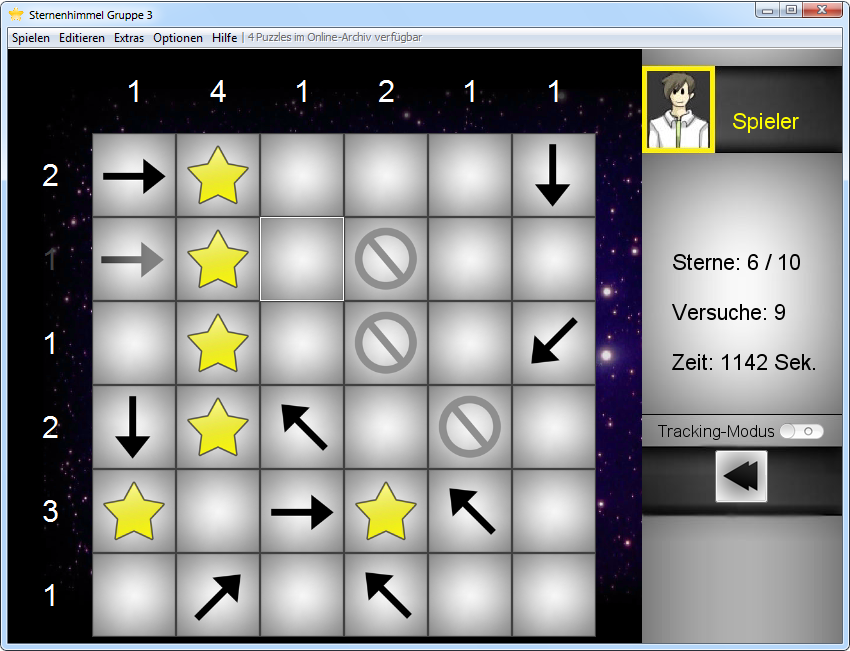 Sternenhimmel Gruppe 3
Spielen Editieren Extras Optionen Hilfe | 4 Puzzles im Online-Archiv verfügbar
1 4 1 2 1 1
Spieler
2
1
1
2
3
1
Sterne: 6 / 10
Versuche: 9
Zeit: 1142 Sek.
Tracking-Modus